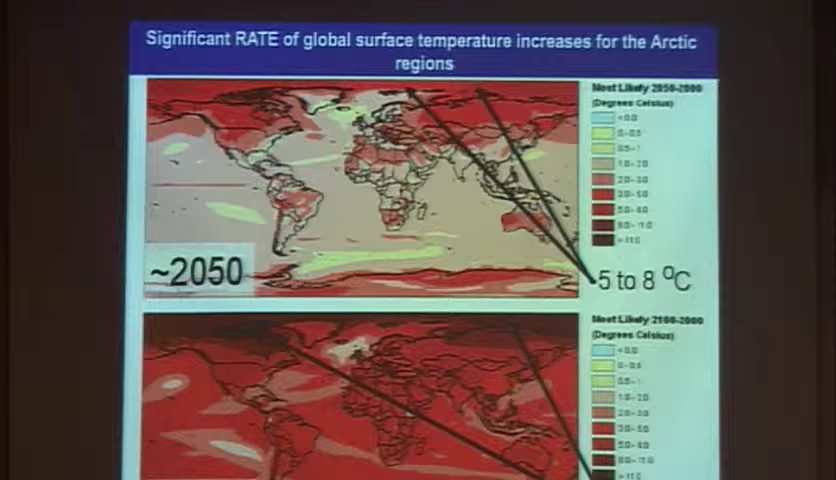 Significant RATE of global surface temperature increases for the Arctic
regions
Most Likely 2050-2000
(Degrees Celsius)
< 0.0
0 - 0.5
0.5 - 1
1.0 - 2.0
2.0 - 3.0
3.0 - 5.0
5.0 - 8.0
8.0 - 11.0
> 11.0
~2050
5 to 8 °C
Most Likely 2100-2000
(Degrees Celsius)
< 0.0
0 - 0.5
0.5 - 1
1.0 - 2.0
2.0 - 3.0
3.0 - 5.0
5.0 - 8.0
8.0 - 11.0
> 11.0